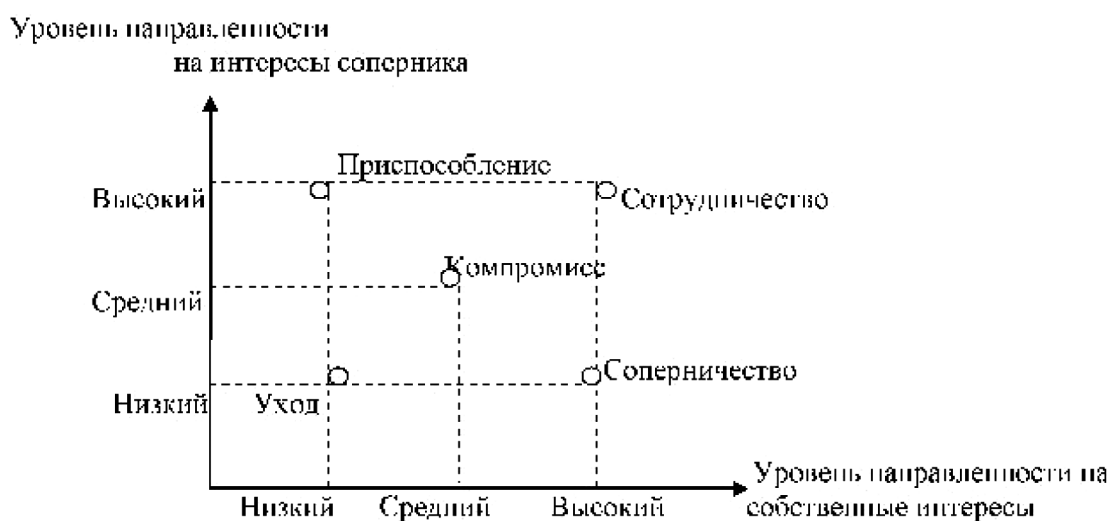 Уровень направленности
на интересы соперника
Приспособление
Высокий
Сотрудничество
Компромисс
Средний
Соперничество
Низкий
Уход
Уровень направленности на
собственные интересы
Низкий Средний Высокий